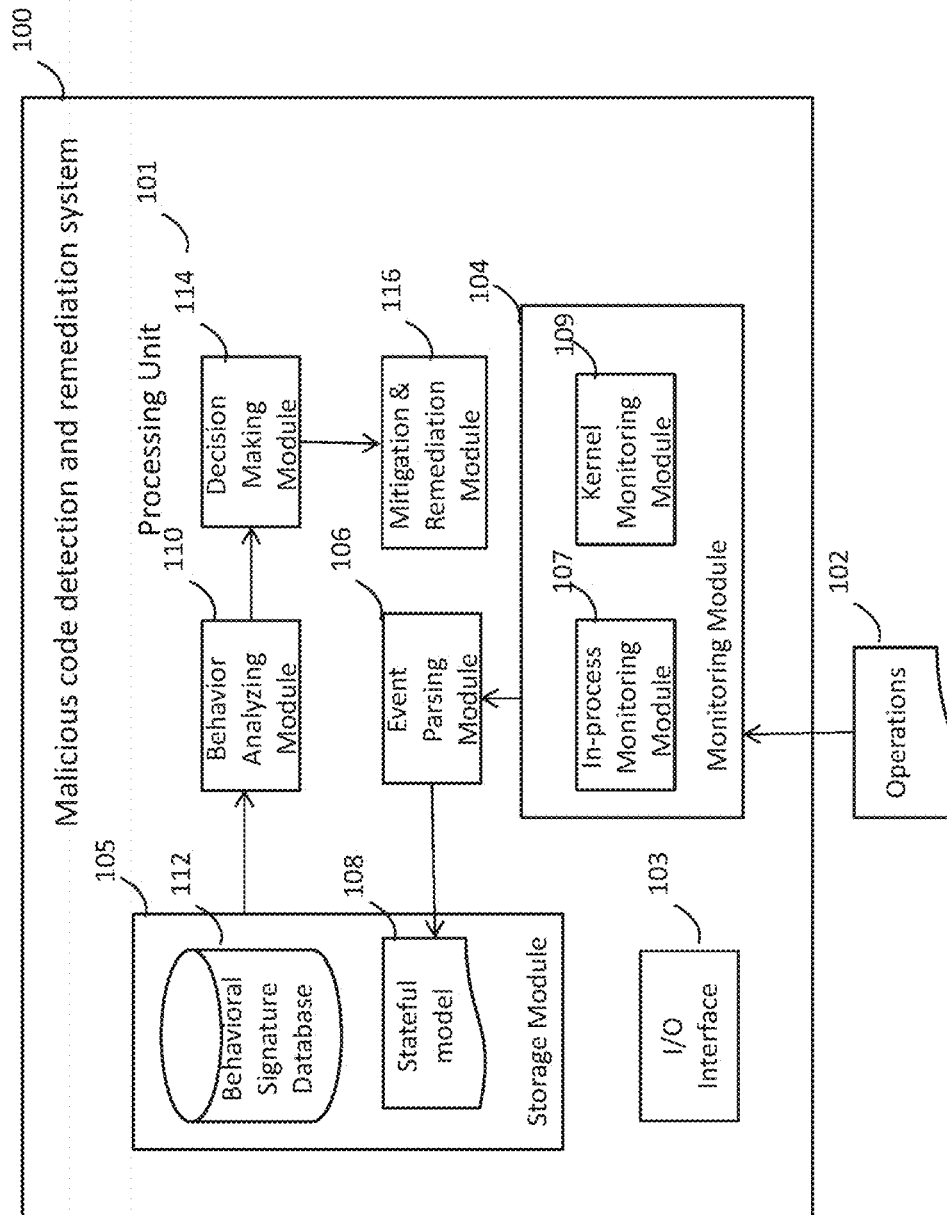 100
Malicious code detection and remediation system
101
Processing Unit
105
112
Behavioral
Signature
Database
108
Stateful
model
Storage Module
110
Behavior
Analyzing
Module
114
Decision
Making
Module
106
Event
Parsing
Module
116
Mitigation &
Remediation
Module
104
107
In-process
Monitoring
Module
109
Kernel
Monitoring
Module
Monitoring Module
103
I/O
Interface
102
Operations